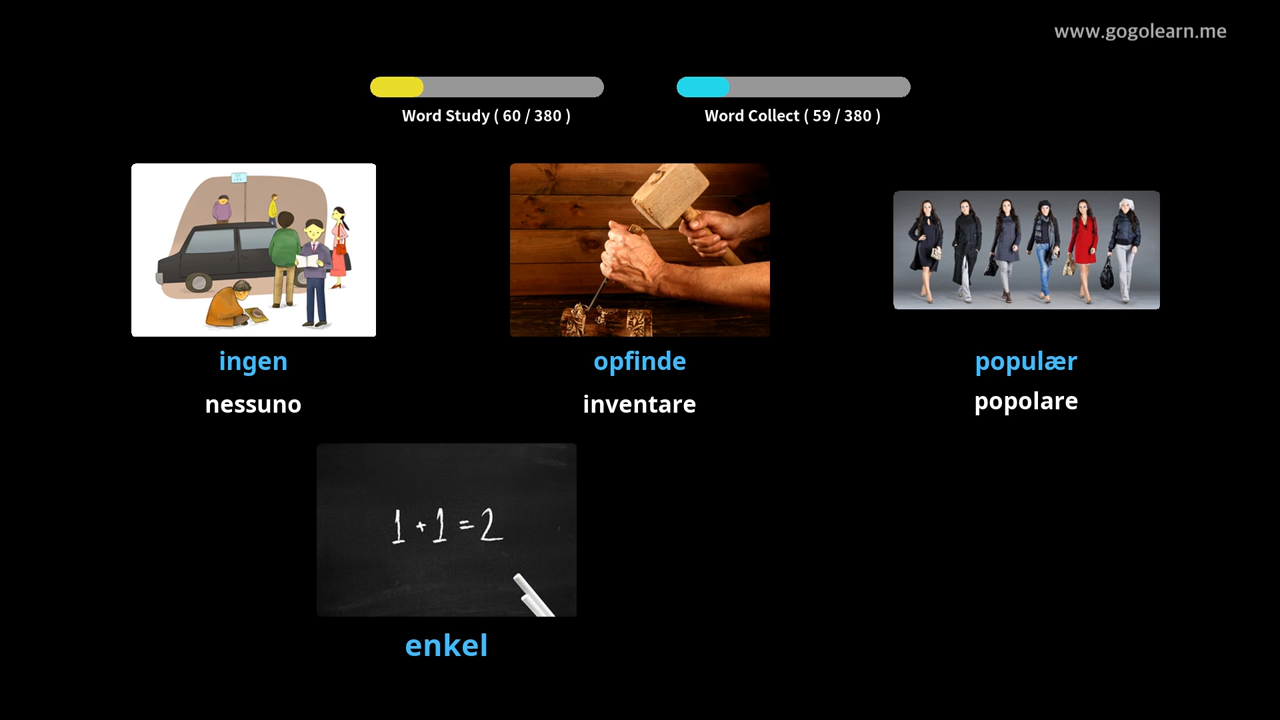 www.gogolearn.me
Word Study ( 60 / 380 )
Word Collect ( 59 / 380 )
ingen
nessuno
opfinde
inventare
populær
popolare
1 + 1 = 2
enkel